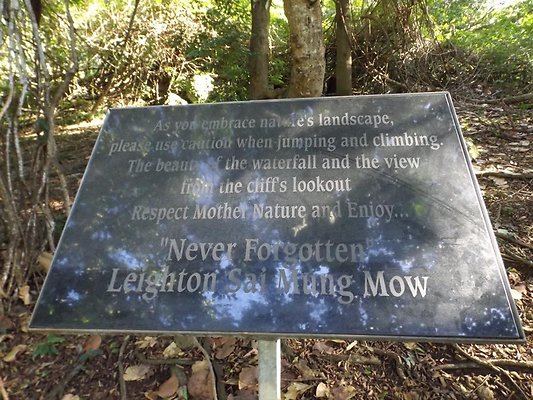 As you embrace nature's landscape,
please use caution when jumping and climbing.
The beauty of the waterfall and the view
from the cliff's lookout
Respect Mother Nature and Enjoy...
"Never Forgotten"
Leighton Sai Mung Mow